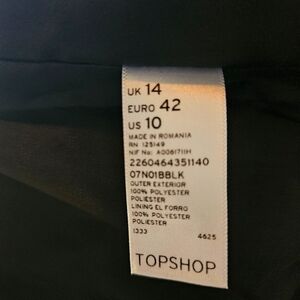 UK 14
EURO 42
US 10
MADE IN ROMANIA
RN 125149
NIF No: A0061711H
2260464351140
07N01BBLK
OUTER EXTERIOR
100% POLYESTER
POLIESTER
LINING EL FORRO
100% POLYESTER
POLIESTER
1333 4625
TOPSHOP